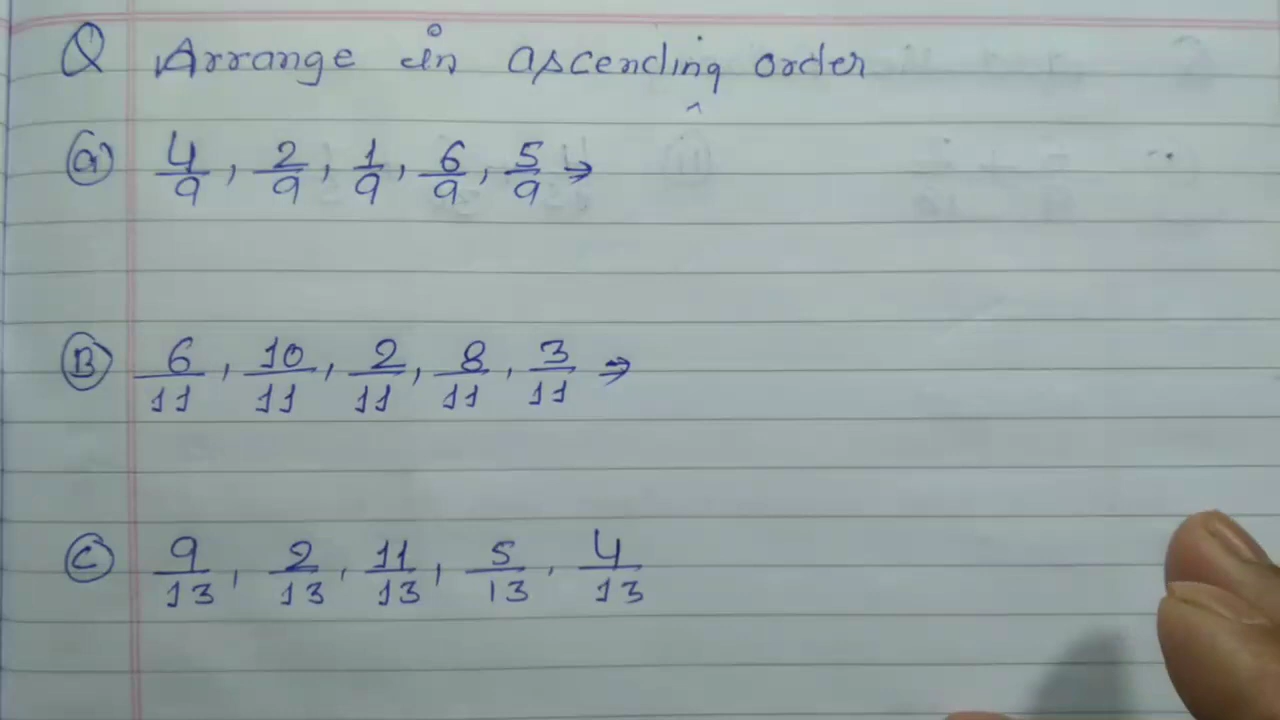 Q Arrange in ascending order
(a) 4/9, 2/9, 1/9, 6/9, 5/9 →
(B) 6/11, 10/11, 2/11, 8/11, 3/11 ⇒
(C) 9/13, 2/13, 11/13, 5/13, 4/13